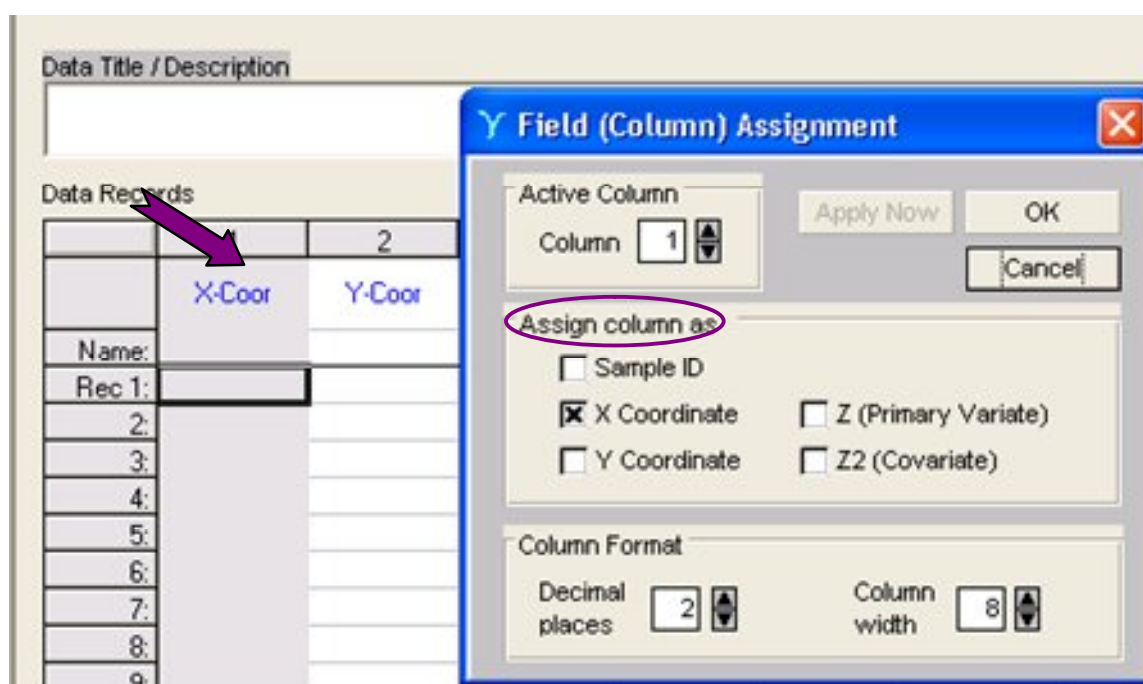 Data Title / Description
Data Records
2
X-Coor Y-Coor
Name:
Rec 1:
2:
3:
4:
5:
6:
7:
8:
9:
Field (Column) Assignment
Active Column
Column 1
Apply Now OK
Cancel
Assign column as
Sample ID
X Coordinate Z (Primary Variate)
Y Coordinate Z2 (Covariate)
Column Format
Decimal places 2 Column width 8